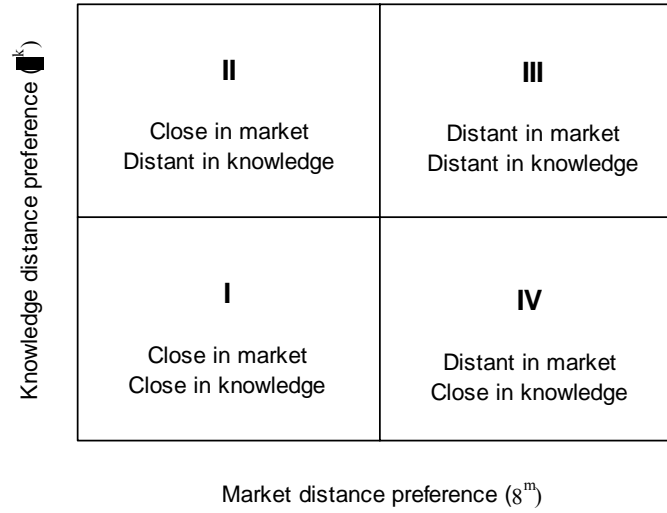 Knowledge distance preference ( k)
II
Close in market
Distant in knowledge
III
Distant in market
Distant in knowledge
I
Close in market
Close in knowledge
IV
Distant in market
Close in knowledge
Market distance preference (8m)